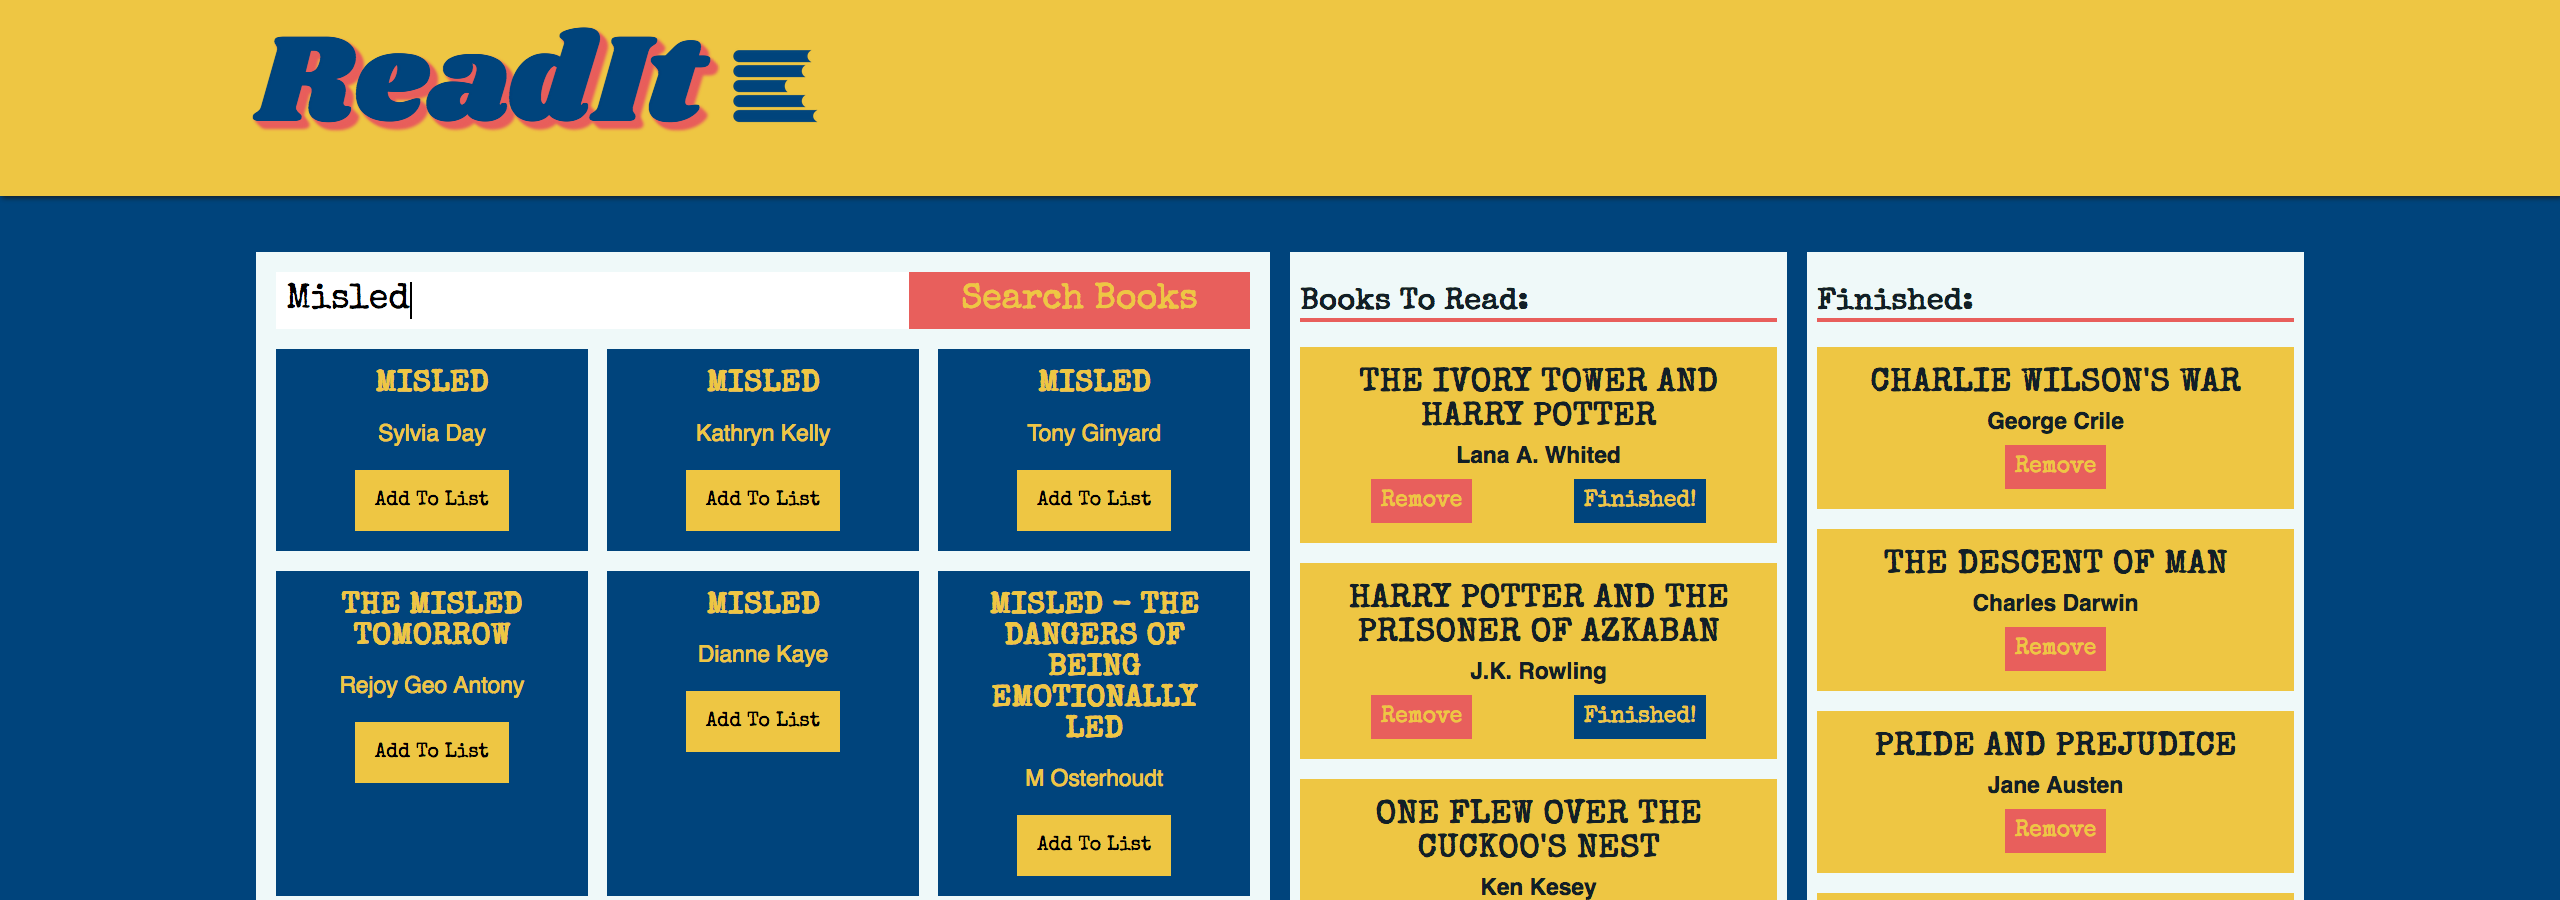 ReadIt
Misled
Search Books
MISLED
Sylvia Day
Add To List
MISLED
Kathryn Kelly
Add To List
MISLED
Tony Ginyard
Add To List
THE MISLED
TOMORROW
Rejoy Geo Antony
Add To List
MISLED
Dianne Kaye
Add To List
MISLED - THE
DANGERS OF
BEING
EMOTIONALLY
LED
M Osterhoudt
Add To List
Books To Read:
THE IVORY TOWER AND
HARRY POTTER
Lana A. Whited
Remove
Finished!
HARRY POTTER AND THE
PRISONER OF AZKABAN
J.K. Rowling
Remove
Finished!
ONE FLEW OVER THE
CUCKOO'S NEST
Ken Kesey
Finished:
CHARLIE WILSON'S WAR
George Crile
Remove
THE DESCENT OF MAN
Charles Darwin
Remove
PRIDE AND PREJUDICE
Jane Austen
Remove